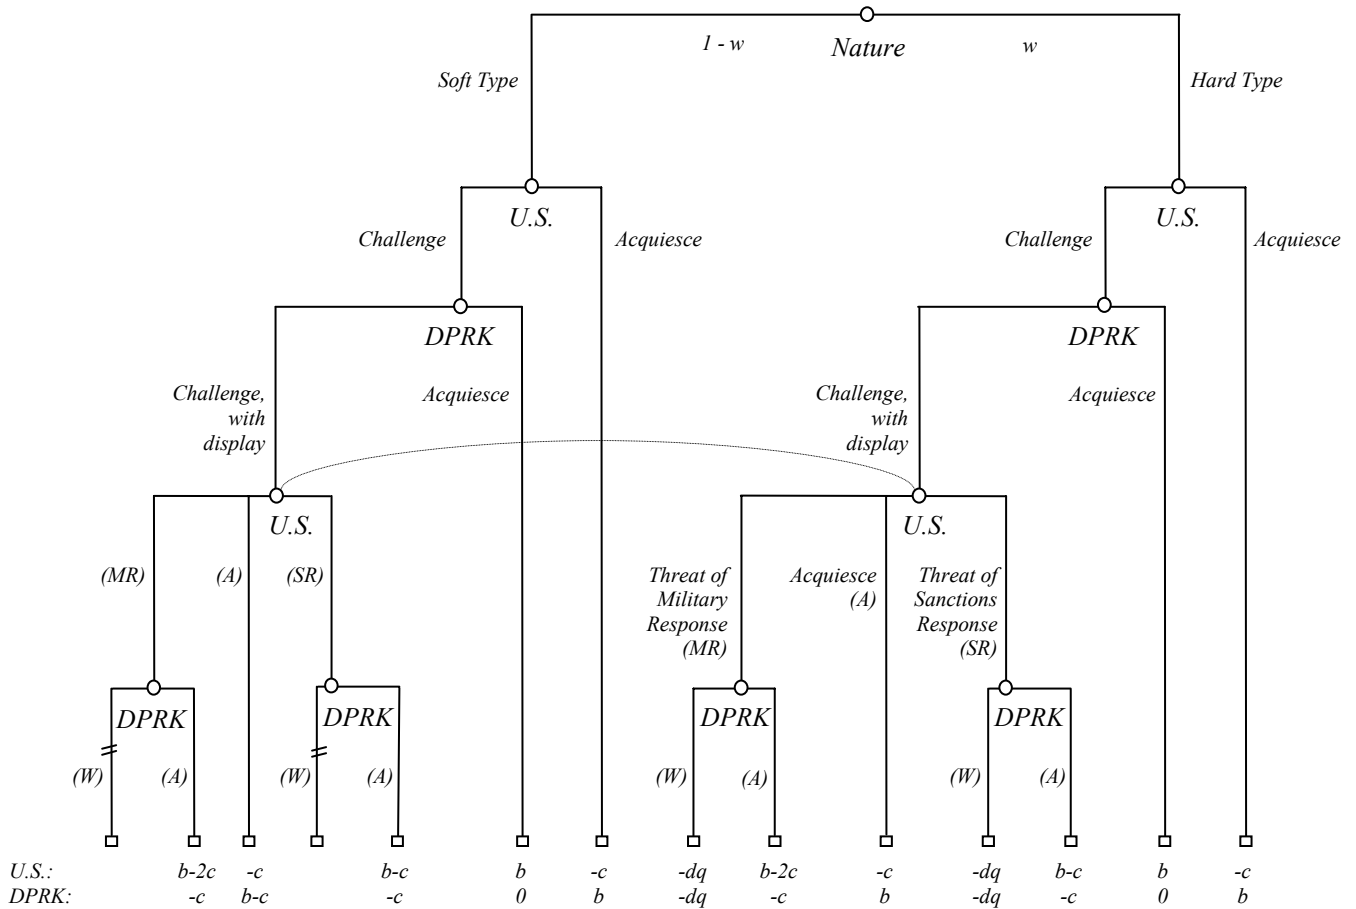 1 - w
Nature
w
Soft Type
Hard Type
U.S.
U.S.
Challenge
Acquiesce
Challenge
Acquiesce
DPRK
DPRK
Challenge,
with
display
Acquiesce
Challenge,
with
display
Acquiesce
U.S.
U.S.
(MR)
(A)
(SR)
Threat of
Military
Response
(MR)
Acquiesce
(A)
Threat of
Sanctions
Response
(SR)
DPRK
DPRK
DPRK
DPRK
(W)
(A)
(W)
(A)
(W)
(A)
(W)
(A)
U.S.: b-2c -c b-c b -c -dq b-2c -c -dq b-c b -c
DPRK: -c b-c -c 0 b -dq -c b -dq -c 0 b